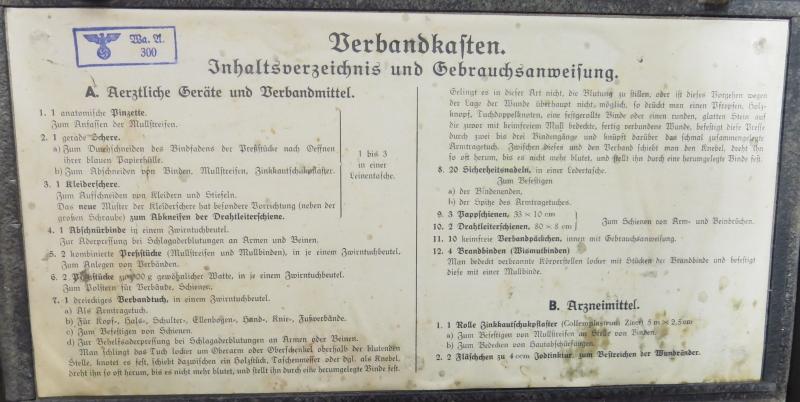 Wa. A.
300
Verbandkasten.
Inhaltsverzeichnis und Gebrauchsanweisung.
A. Aerztliche Geräte und Verbandmittel.
1. 1 anatomische Pinzette.
Zum Anfassen der Mullstreifen.
2. 1 gerade Schere.
a) Zum Durchschneiden des Bindfadens der Preßstücke nach Oeffnen
ihrer blauen Papierhülle.
b) Zum Abschneiden von Binden, Mullstreifen, Zinkkautschukpflaster.
3. 1 Kleiderschere.
Zum Aufschneiden von Kleidern und Stiefeln.
Das neue Muster der Kleiderschere hat besondere Vorrichtung (neben der
großen Schraube) zum Abkneifen der Drahtleiterschiene.
1 bis 3
in einer
Leinentasche.
4. 1 Abschnürbinde in einem Zwirntuchbeutel.
Zur Aderpressung bei Schlagaderblutungen an Armen und Beinen.
5. 2 kombinierte Preßstücke (Mullstreifen und Mullbinden), in je einem Zwirntuchbeutel.
Zum Anlegen von Verbänden.
6. 2 Preßstücke zu 100 g gewöhnlicher Watte, in je einem Zwirntuchbeutel.
Zum Polstern für Verbände, Schienen.
7. 1 dreieckiges Verbandtuch, in einem Zwirntuchbeutel.
a) Als Armtragetuch.
b) Für Kopf-, Hals-, Schulter-, Ellenbogen-, Hand-, Knie-, Fußverbände.
c) Zum Befestigen von Schienen.
d) Zur Behelfsaderpressung bei Schlagaderblutungen an Armen oder Beinen.
Man schlingt das Tuch locker um Oberarm oder Oberschenkel oberhalb der blutenden
Stelle, knotet es fest, schiebt dazwischen ein Holzstück, Taschenmesser oder dgl. als Knebel,
dreht ihn so oft herum, bis es nicht mehr blutet, und stellt ihn durch eine herumgelegte Binde fest.
Gelingt es in dieser Art nicht, die Blutung zu stillen, oder ist dieses Vorgehen wegen
der Lage der Wunde überhaupt nicht möglich, so drückt man einen Pfropfen, Holz-
knopf, Tuchdoppelknoten, eine festgerollte Binde oder einen runden, glatten Stein auf
die zuvor mit keimfreiem Mull bedeckte, fertig verbundene Wunde, befestigt diese Presse
durch zwei bis drei Bindengänge und knüpft darüber das schmal zusammengelegte
Armtragetuch. Zwischen dieses und den Verband schiebt man den Knebel, dreht ihn
so oft herum, bis es nicht mehr blutet, und stellt ihn durch eine herumgelegte Binde fest.
8. 20 Sicherheitsnadeln, in einer Ledertasche.
Zum Befestigen
a) der Bindenenden,
b) der Spitze des Armtragetuches.
9. 3 Pappschienen, 33 × 10 cm
10. 2 Drahtleiterschienen, 80 × 8 cm
Zum Schienen von Arm- und Beinbrüchen.
11. 10 keimfreie Verbandpäckchen, innen mit Gebrauchsanweisung.
12. 4 Brandbinden (Wismutbinden)
Man bedeckt verbrannte Körperstellen locker mit Stücken der Brandbinde und befestigt
diese mit einer Mullbinde.
B. Arzneimittel.
1. 1 Rolle Zinkkautschukpflaster (Collemplastrum Zinci) 5 m × 2,5 cm
a) Zum Befestigen von Mullstreifen an Stelle von Binden.
b) Zum Bedecken von Hautabschürfungen.
2. 2 Fläschchen zu 4 ccm Jodtinktur, zum Bestreichen der Wundränder.